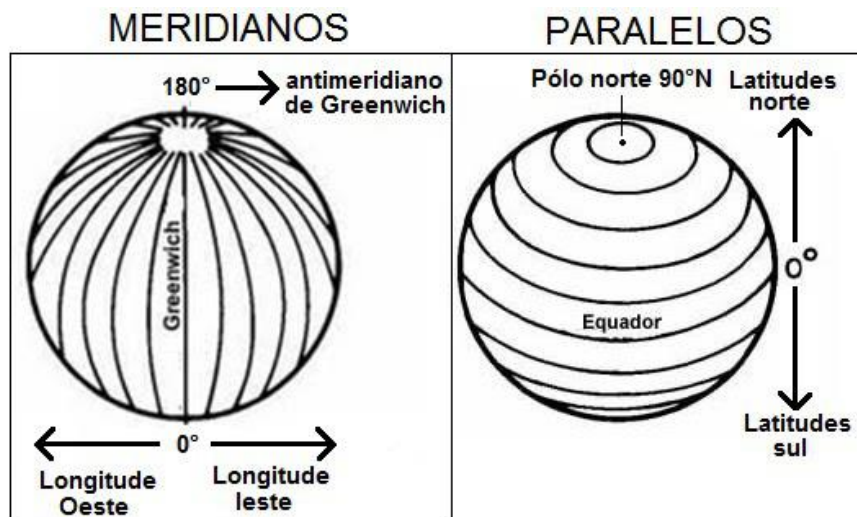 MERIDIANOS
180°
antimeridiano
de Greenwich
Greenwich
0°
Longitude
Oeste
Longitude
leste
PARALELOS
Pólo norte 90°N
Latitudes
norte
0°
Equador
Latitudes
sul